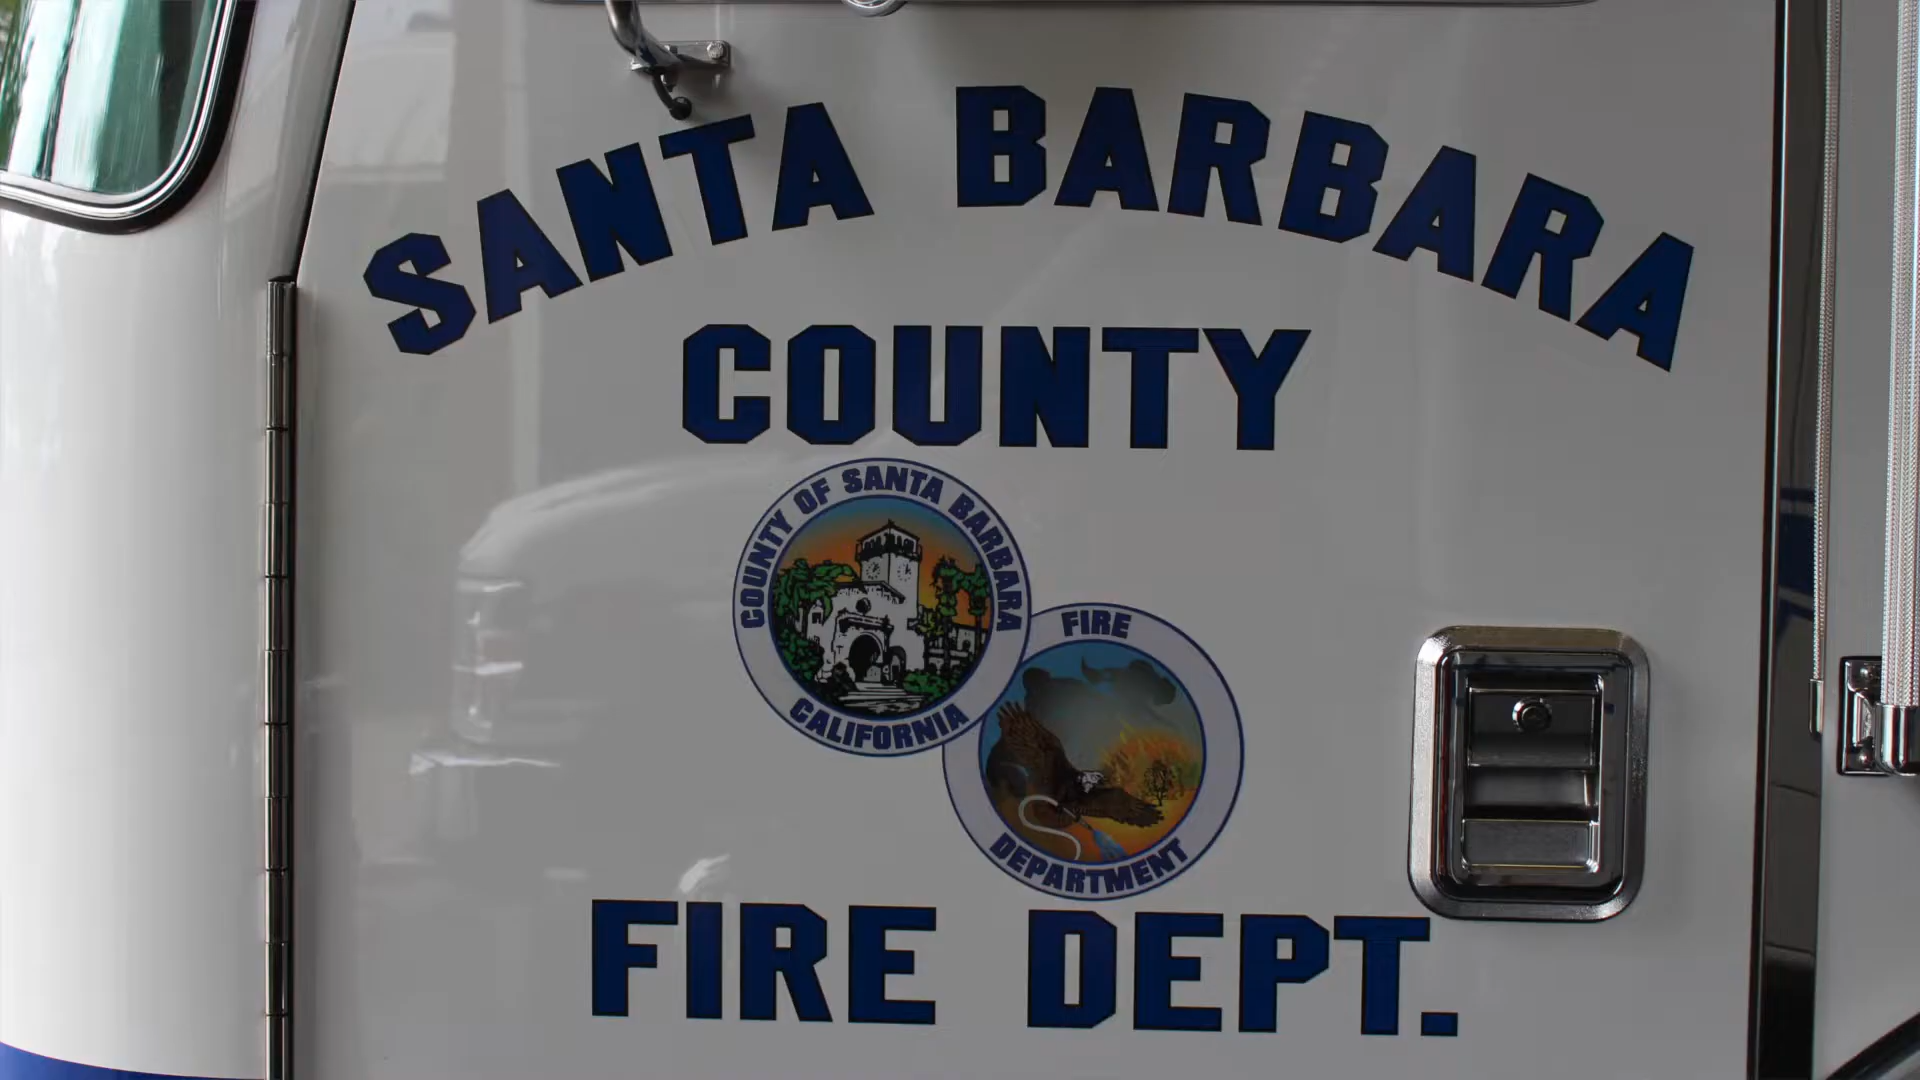 SANTA BARBARA
COUNTY
COUNTY OF SANTA BARBARA
CALIFORNIA
FIRE
DEPARTMENT
FIRE DEPT.